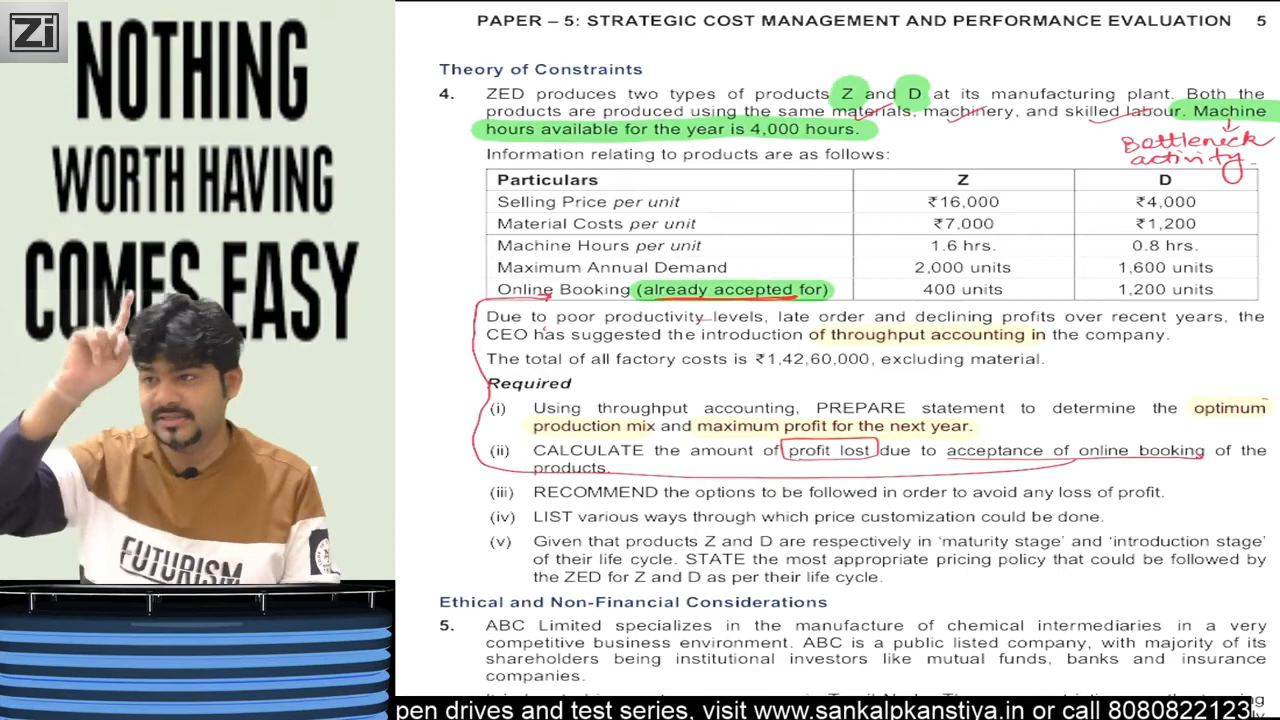 Zi
NOTHING
WORTH HAVING
COMES EASY
FUTURISM
PAPER – 5: STRATEGIC COST MANAGEMENT AND PERFORMANCE EVALUATION 5
Theory of Constraints
4. ZED produces two types of products Z and D at its manufacturing plant. Both the
products are produced using the same materials, machinery, and skilled labour. Machine
hours available for the year is 4,000 hours.
Bottleneck
activity
Information relating to products are as follows:
Particulars Z D
Selling Price per unit ₹16,000 ₹4,000
Material Costs per unit ₹7,000 ₹1,200
Machine Hours per unit 1.6 hrs. 0.8 hrs.
Maximum Annual Demand 2,000 units 1,600 units
Online Booking (already accepted for) 400 units 1,200 units
Due to poor productivity levels, late order and declining profits over recent years, the
CEO has suggested the introduction of throughput accounting in the company.
The total of all factory costs is ₹1,42,60,000, excluding material.
Required
(i) Using throughput accounting, PREPARE statement to determine the optimum
production mix and maximum profit for the next year.
(ii) CALCULATE the amount of profit lost due to acceptance of online booking of the
products.
(iii) RECOMMEND the options to be followed in order to avoid any loss of profit.
(iv) LIST various ways through which price customization could be done.
(v) Given that products Z and D are respectively in ‘maturity stage’ and ‘introduction stage’
of their life cycle. STATE the most appropriate pricing policy that could be followed by
the ZED for Z and D as per their life cycle.
Ethical and Non-Financial Considerations
5. ABC Limited specializes in the manufacture of chemical intermediaries in a very
competitive business environment. ABC is a public listed company, with majority of its
shareholders being institutional investors like mutual funds, banks and insurance
companies.
pen drives and test series, visit www.sankalpkanstiya.in or call 8080822123